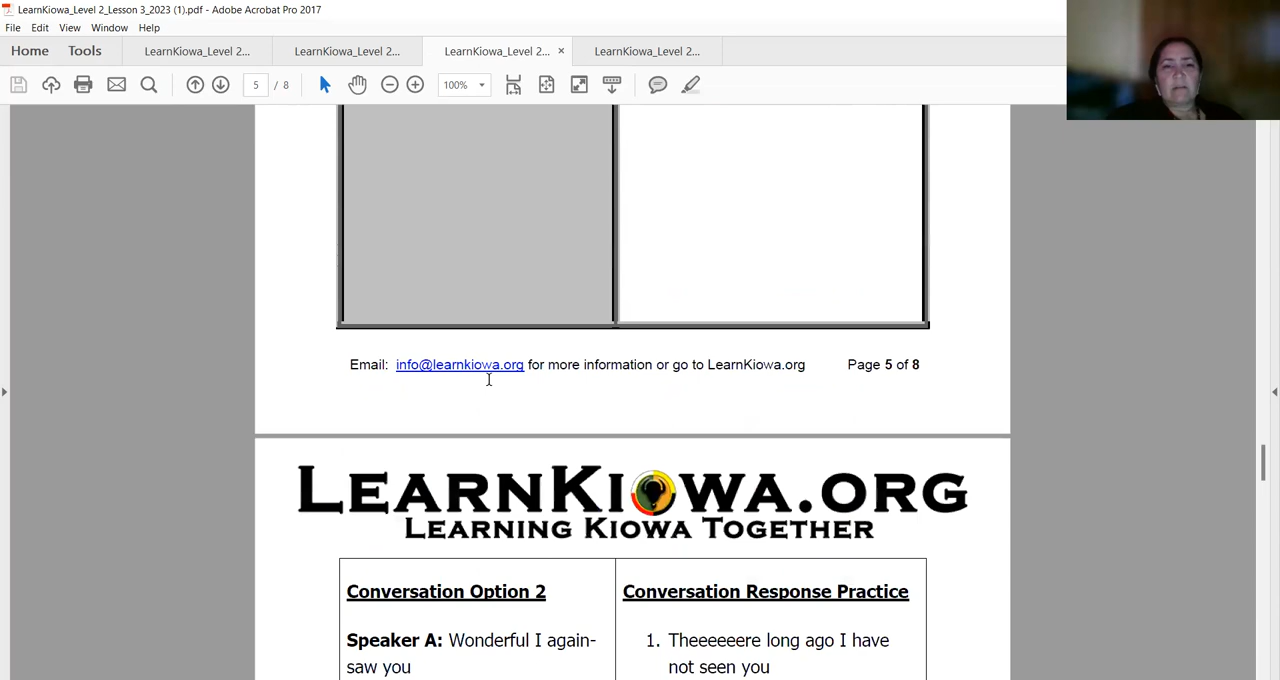 LearnKiowa_Level 2_Lesson 3_2023 (1).pdf - Adobe Acrobat Pro 2017
File Edit View Window Help
Home Tools LearnKiowa_Level 2... LearnKiowa_Level 2... LearnKiowa_Level 2... × LearnKiowa_Level 2...
5 / 8 100%
Email: info@learnkiowa.org for more information or go to LearnKiowa.org Page 5 of 8
LEARNKIOWA.ORG
LEARNING KIOWA TOGETHER
Conversation Option 2
Speaker A: Wonderful I again-
saw you
Conversation Response Practice
1. Theeeeere long ago I have
not seen you